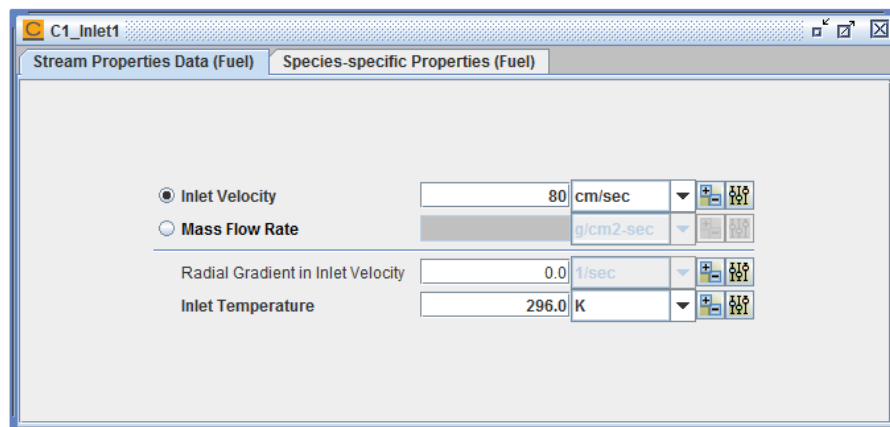 C1_Inlet1
Stream Properties Data (Fuel) Species-specific Properties (Fuel)
Inlet Velocity 80 cm/sec
Mass Flow Rate g/cm2-sec
Radial Gradient in Inlet Velocity 0.0 1/sec
Inlet Temperature 296.0 K